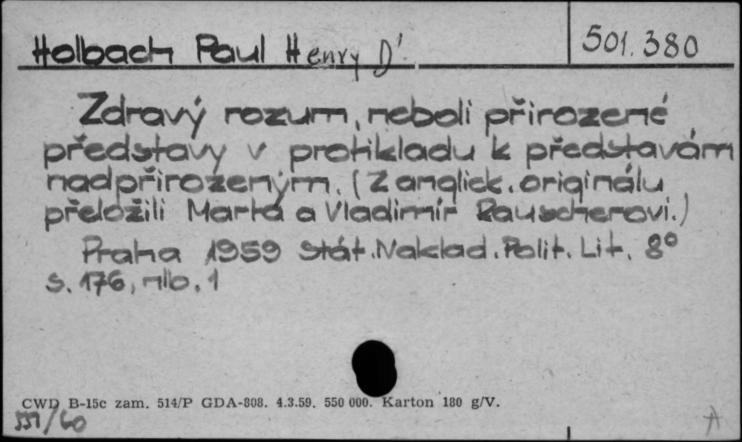 Holbach Paul Henry D'
501.380
Zdravý rozum, neboli přirozené
představy v protikladu k představám
nadpřirozeným. (Z anglick. originálu
přeložili Marta a Vladimír Rauscherovi.)
Praha 1959 Stát. Naklad. Polit. Lit. 8°
s. 176, nlb. 1
CWD B-15c zam. 514/P GDA-808. 4.3.59. 550 000. Karton 180 g/V.
A